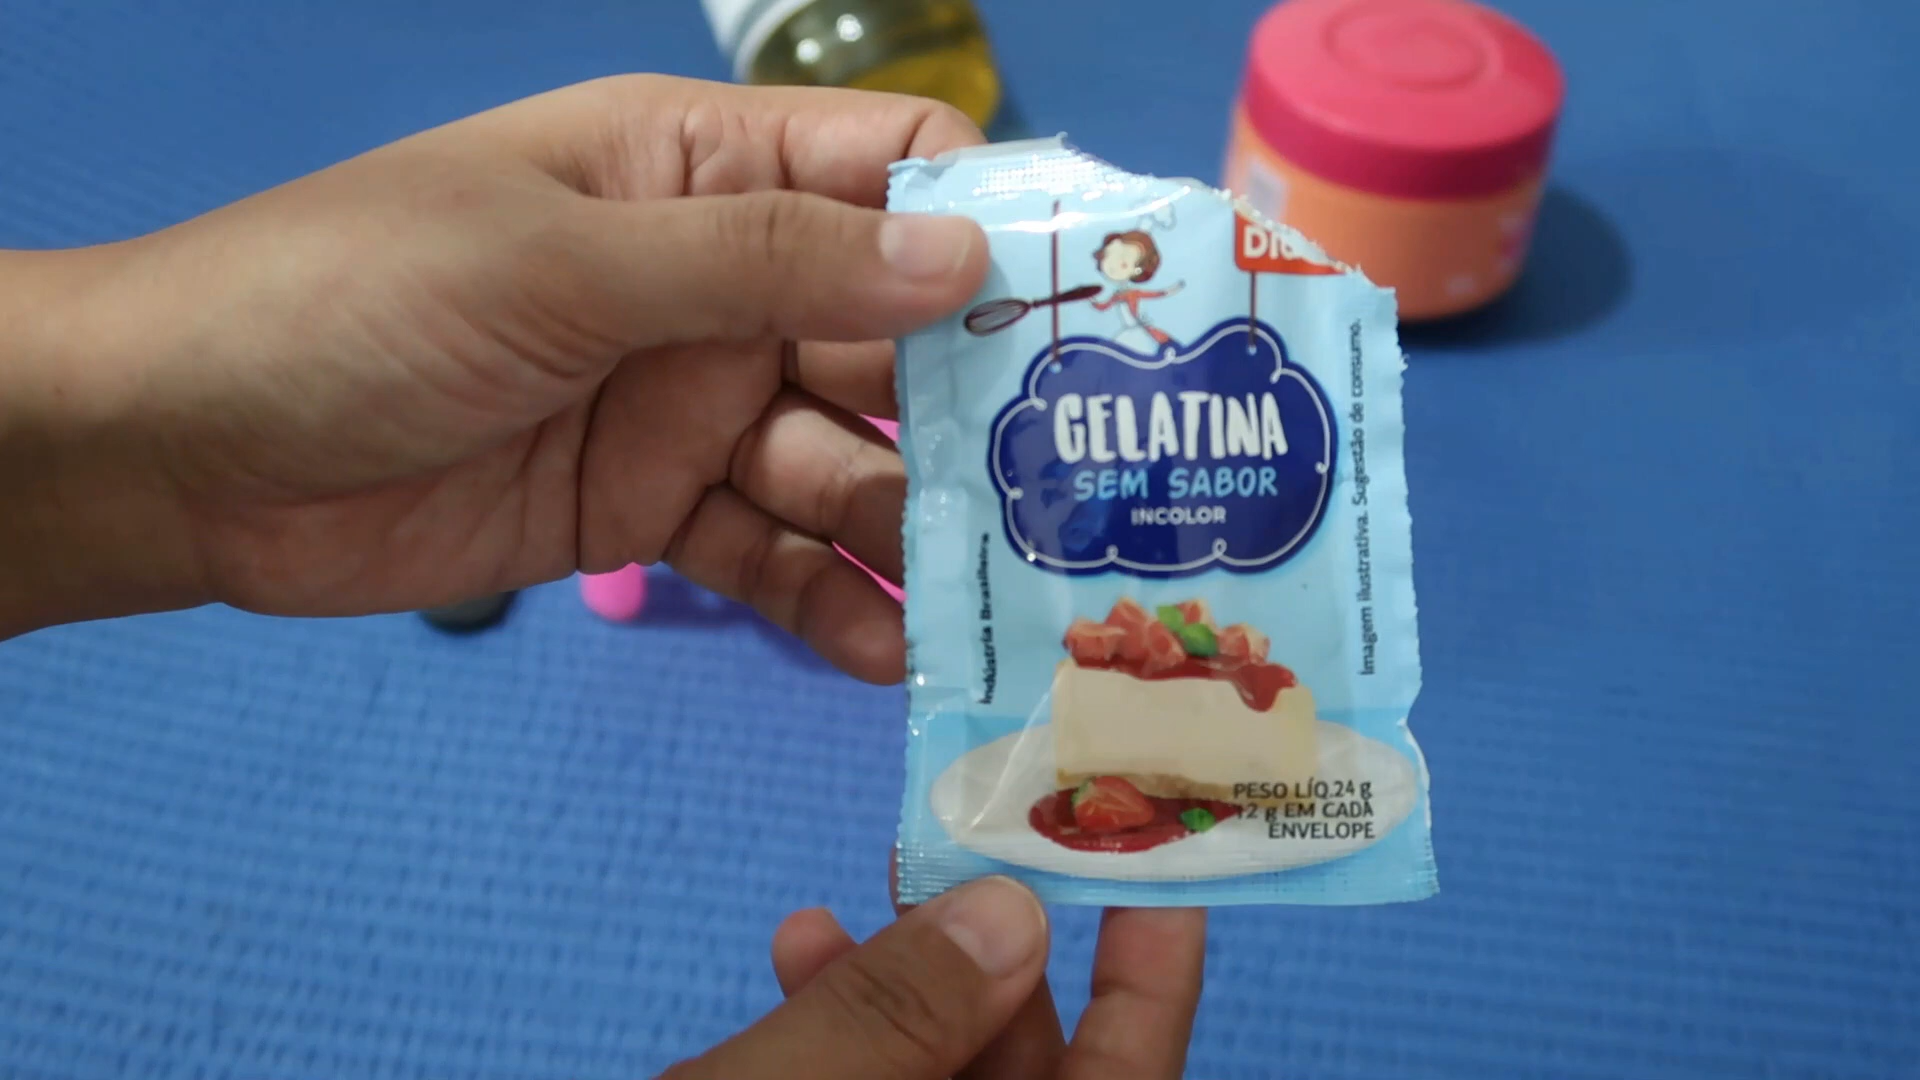 GELATINA
SEM SABOR
INCOLOR
Indústria Brasileira
Imagem ilustrativa. Sugestão de consumo.
PESO LÍQ.24 g
12 g EM CADA
ENVELOPE